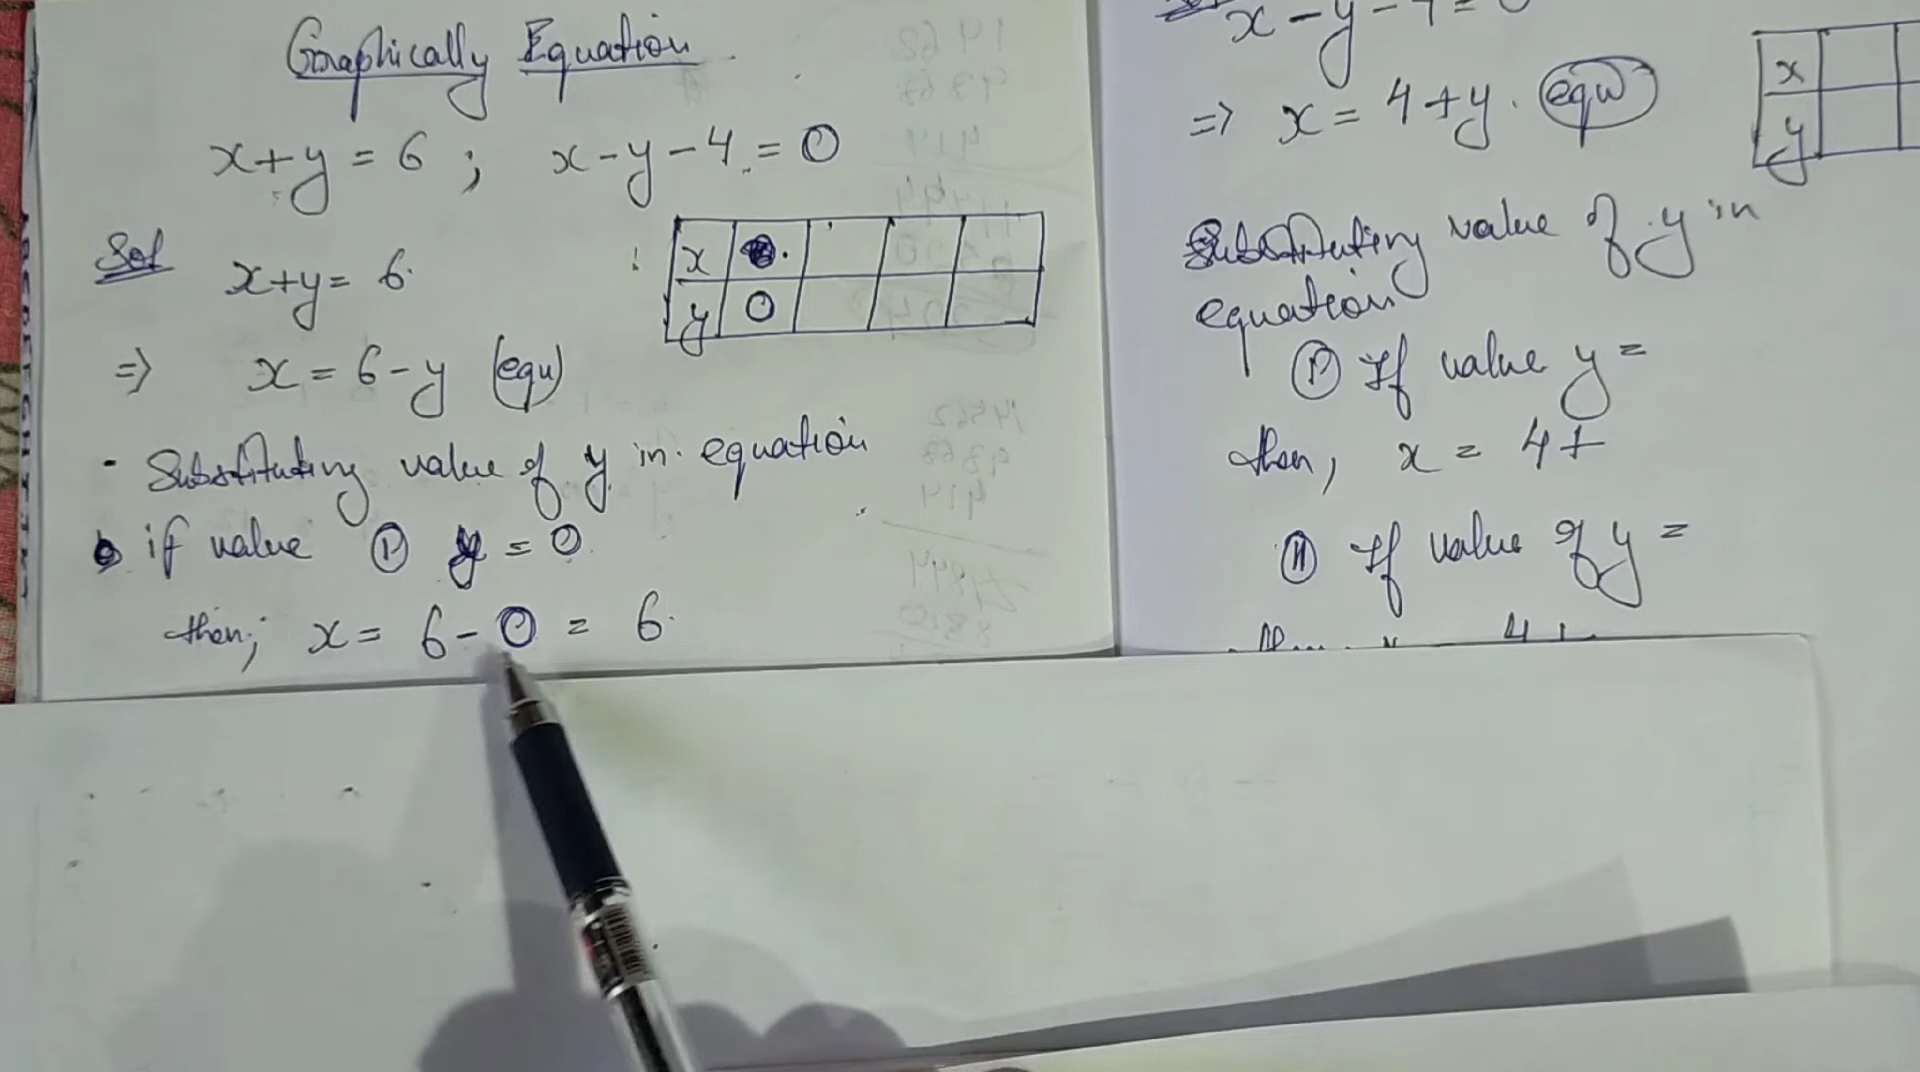 Graphically Equation
x+y = 6 ; x-y-4 = 0
Sol x+y = 6.
x
y 0
=> x = 6-y (equ)
Substituting value of y in equation
if value (i) y = 0
then; x = 6-0 = 6.
x-y-4 = 0
=> x = 4+y. equ
x
y
Substituting value of y in
equation
(i) If value y =
then, x = 4+
(ii) If value of y =